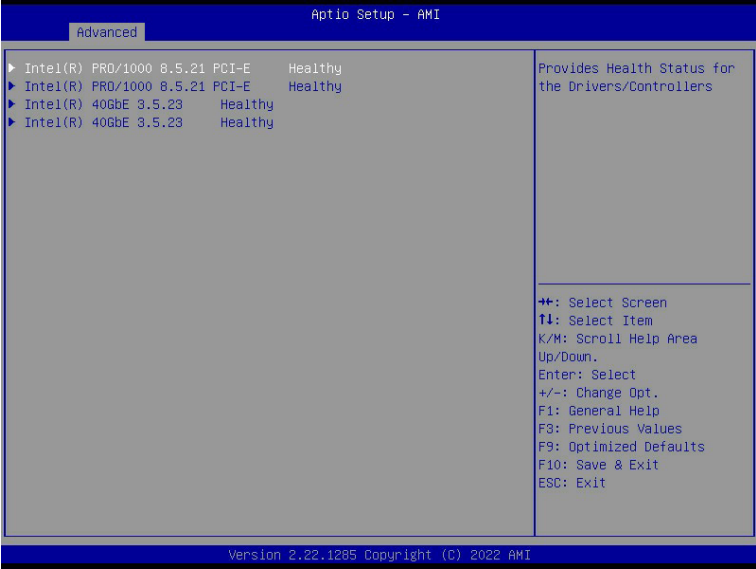 Aptio Setup - AMI
Advanced
▶ Intel(R) PRO/1000 8.5.21 PCI-E Healthy
▶ Intel(R) PRO/1000 8.5.21 PCI-E Healthy
▶ Intel(R) 40GbE 3.5.23 Healthy
▶ Intel(R) 40GbE 3.5.23 Healthy
Provides Health Status for
the Drivers/Controllers
→←: Select Screen
↑↓: Select Item
K/M: Scroll Help Area
Up/Down.
Enter: Select
+/-: Change Opt.
F1: General Help
F3: Previous Values
F9: Optimized Defaults
F10: Save & Exit
ESC: Exit
Version 2.22.1285 Copyright (C) 2022 AMI